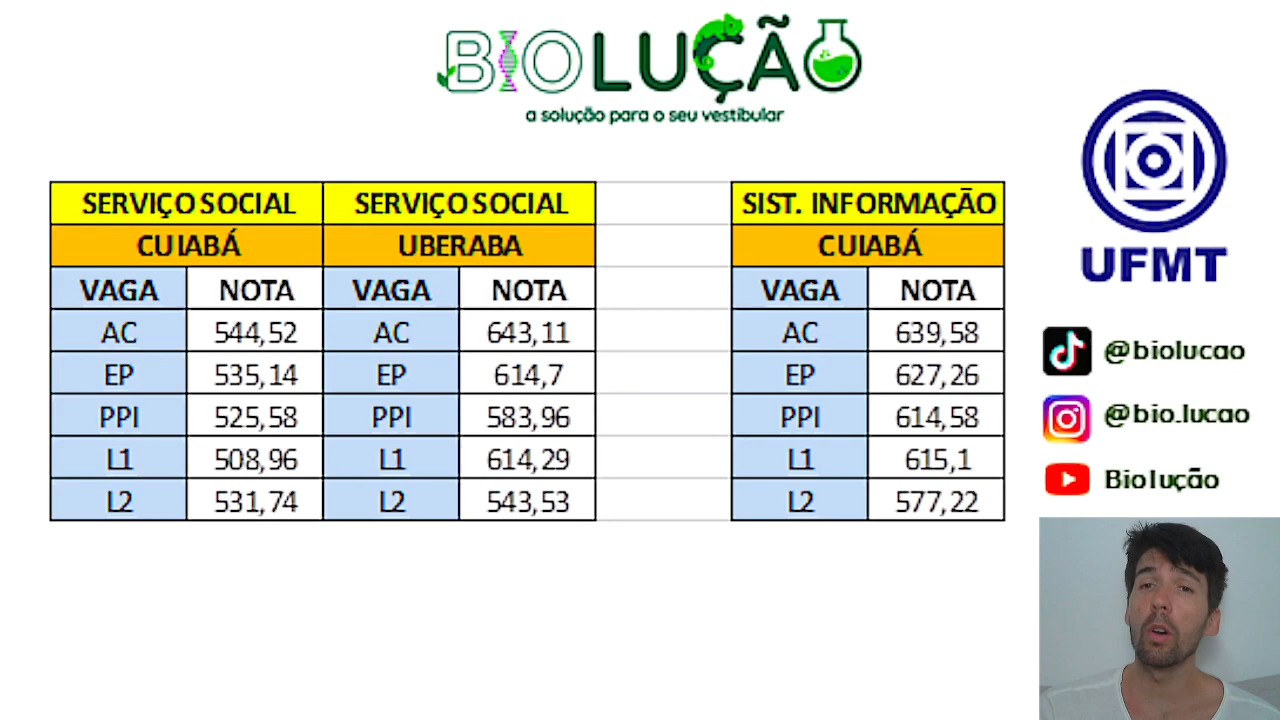 BIOLUÇÃO
a solução para o seu vestibular
SERVIÇO SOCIAL SERVIÇO SOCIAL SIST. INFORMAÇÃO
CUIABÁ UBERABA CUIABÁ
VAGA NOTA VAGA NOTA VAGA NOTA
AC 544,52 AC 643,11 AC 639,58
EP 535,14 EP 614,7 EP 627,26
PPI 525,58 PPI 583,96 PPI 614,58
L1 508,96 L1 614,29 L1 615,1
L2 531,74 L2 543,53 L2 577,22
UFMT
@biolucao
@bio.lucao
Biolução